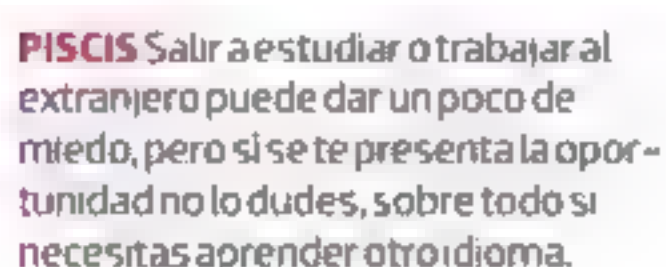 PISCIS Salir a estudiar o trabajar al
extranjero puede dar un poco de
miedo, pero si se te presenta la opor-
tunidad no lo dudes, sobre todo si
necesitas aprender otro idioma.